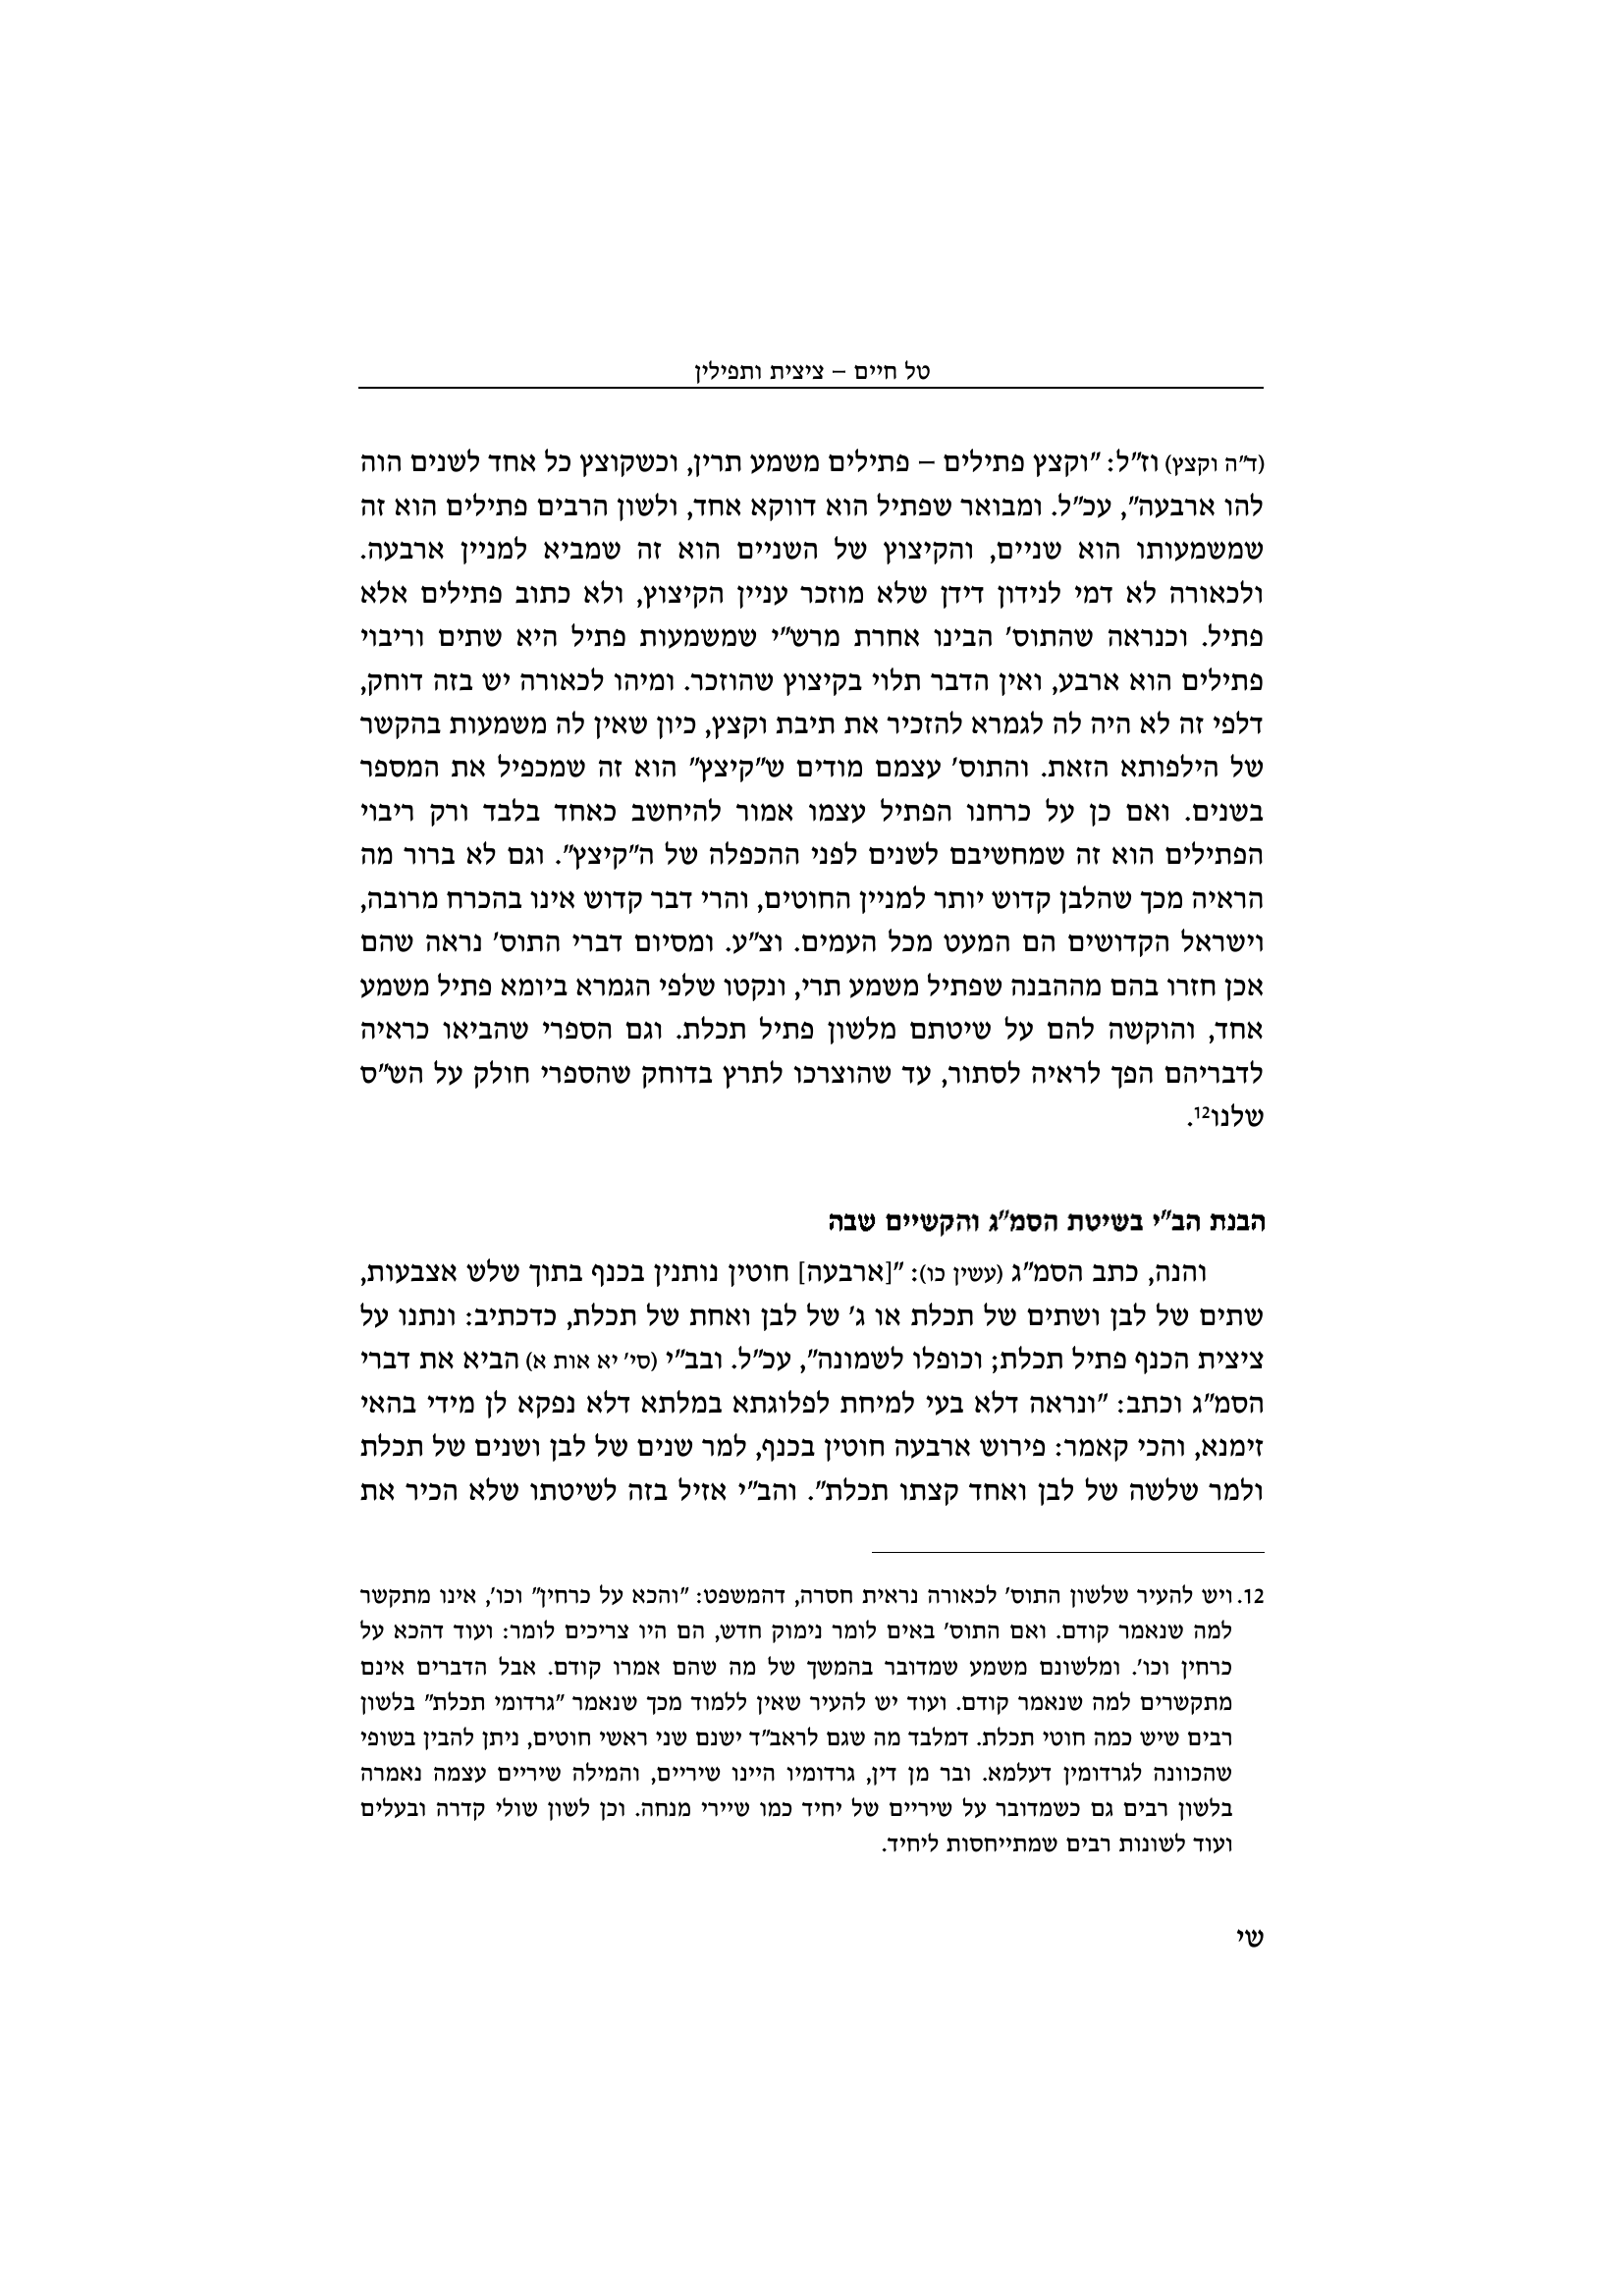 טל חיים – ציצית ותפילין
(ד"ה וקצץ) וז"ל: "וקצץ פתילים – פתילים משמע תרין, וכשקוצץ כל אחד לשנים הוה
להו ארבעה", עכ"ל. ומבואר שפתיל הוא דווקא אחד, ולשון הרבים פתילים הוא זה
שמשמעותו הוא שניים, והקיצוץ של השניים הוא זה שמביא למניין ארבעה.
ולכאורה לא דמי לנידון דידן שלא מוזכר עניין הקיצוץ, ולא כתוב פתילים אלא
פתיל. וכנראה שהתוס' הבינו אחרת מרש"י שמשמעות פתיל היא שתים וריבוי
פתילים הוא ארבע, ואין הדבר תלוי בקיצוץ שהוזכר. ומיהו לכאורה יש בזה דוחק,
דלפי זה לא היה לה לגמרא להזכיר את תיבת וקצץ, כיון שאין לה משמעות בהקשר
של הילפותא הזאת. והתוס' עצמם מודים ש"קיצץ" הוא זה שמכפיל את המספר
בשנים. ואם כן על כרחנו הפתיל עצמו אמור להיחשב כאחד בלבד ורק ריבוי
הפתילים הוא זה שמחשיבם לשנים לפני ההכפלה של ה"קיצץ". וגם לא ברור מה
הראיה מכך שהלבן קדוש יותר למניין החוטים, והרי דבר קדוש אינו בהכרח מרובה,
וישראל הקדושים הם המעט מכל העמים. וצ"ע. ומסיום דברי התוס' נראה שהם
אכן חזרו בהם מההבנה שפתיל משמע תרי, ונקטו שלפי הגמרא ביומא פתיל משמע
אחד, והוקשה להם על שיטתם מלשון פתיל תכלת. וגם הספרי שהביאו כראיה
לדבריהם הפך לראיה לסתור, עד שהוצרכו לתרץ בדוחק שהספרי חולק על הש"ס
שלנו12.
הבנת הב"י בשיטת הסמ"ג והקשיים שבה
והנה, כתב הסמ"ג (עשין כו): "[ארבעה] חוטין נותנין בכנף בתוך שלש אצבעות,
שתים של לבן ושתים של תכלת או ג' של לבן ואחת של תכלת, כדכתיב: ונתנו על
ציצית הכנף פתיל תכלת; וכופלו לשמונה", עכ"ל. ובב"י (סי' יא אות א) הביא את דברי
הסמ"ג וכתב: "ונראה דלא בעי למיחת לפלוגתא במלתא דלא נפקא לן מידי בהאי
זימנא, והכי קאמר: פירוש ארבעה חוטין בכנף, למר שנים של לבן ושנים של תכלת
ולמר שלשה של לבן ואחד קצתו תכלת". והב"י אזיל בזה לשיטתו שלא הכיר את
12. ויש להעיר שלשון התוס' לכאורה נראית חסרה, דהמשפט: "והכא על כרחין" וכו', אינו מתקשר
למה שנאמר קודם. ואם התוס' באים לומר נימוק חדש, הם היו צריכים לומר: ועוד דהכא על
כרחין וכו'. ומלשונם משמע שמדובר בהמשך של מה שהם אמרו קודם. אבל הדברים אינם
מתקשרים למה שנאמר קודם. ועוד יש להעיר שאין ללמוד מכך שנאמר "גרדומי תכלת" בלשון
רבים שיש כמה חוטי תכלת. דמלבד מה שגם לראב"ד ישנם שני ראשי חוטים, ניתן להבין בשופי
שהכוונה לגרדומין דעלמא. ובר מן דין, גרדומיו היינו שיריים, והמילה שיריים עצמה נאמרה
בלשון רבים גם כשמדובר על שיריים של יחיד כמו שיירי מנחה. וכן לשון שולי קדרה ובעלים
ועוד לשונות רבים שמתייחסות ליחיד.
שי